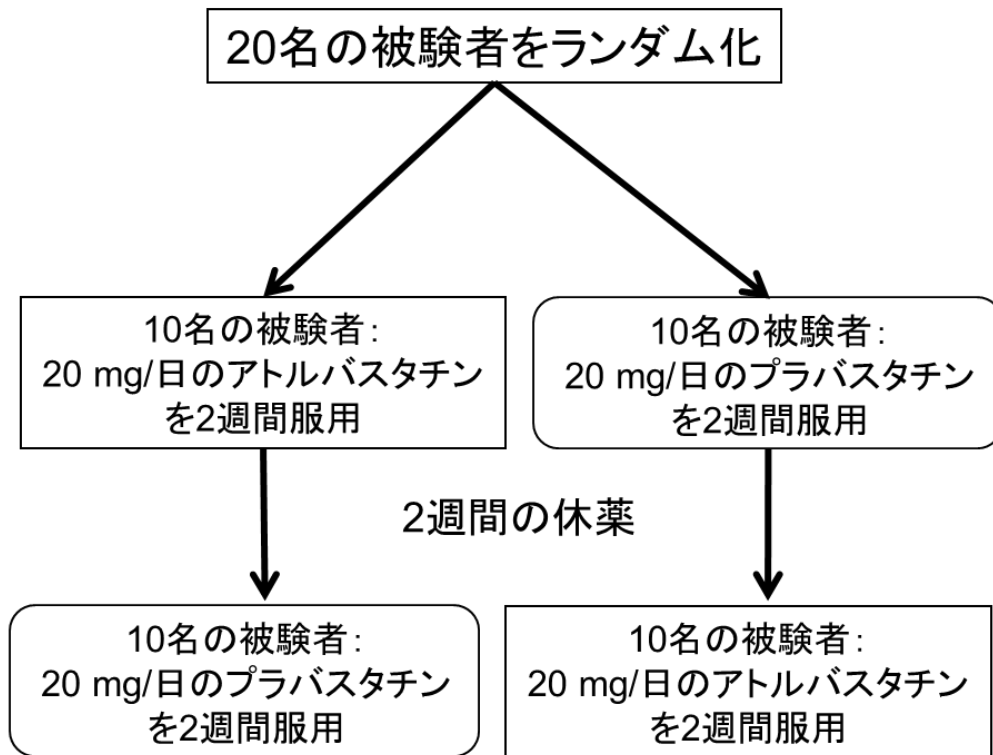 20名の被験者をランダム化
10名の被験者：
20 mg/日のアトルバスタチン
を2週間服用
10名の被験者：
20 mg/日のプラバスタチン
を2週間服用
2週間の休薬
10名の被験者：
20 mg/日のプラバスタチン
を2週間服用
10名の被験者：
20 mg/日のアトルバスタチン
を2週間服用